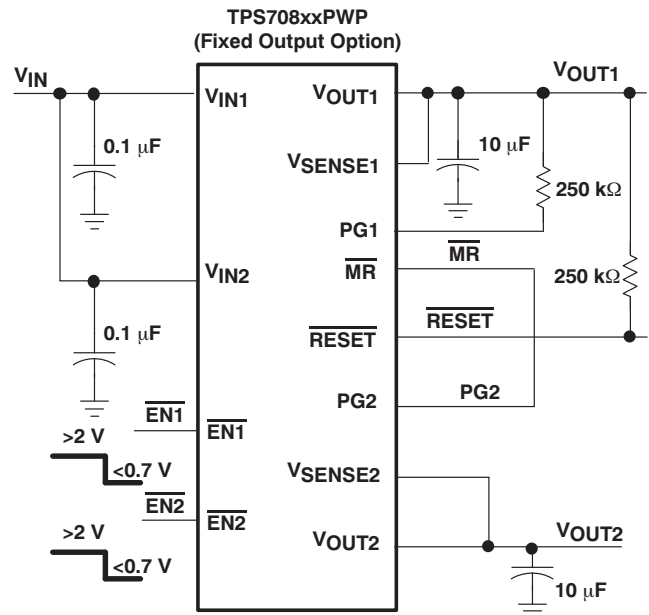 TPS708xxPWP
(Fixed Output Option)
VIN
VIN1
VOUT1
VOUT1
0.1 μF
VSENSE1
10 μF
250 kΩ
PG1
MR
MR
VIN2
250 kΩ
0.1 μF
RESET
RESET
PG2
PG2
EN1
EN1
>2 V
<0.7 V
VSENSE2
EN2
EN2
>2 V
<0.7 V
VOUT2
VOUT2
10 μF